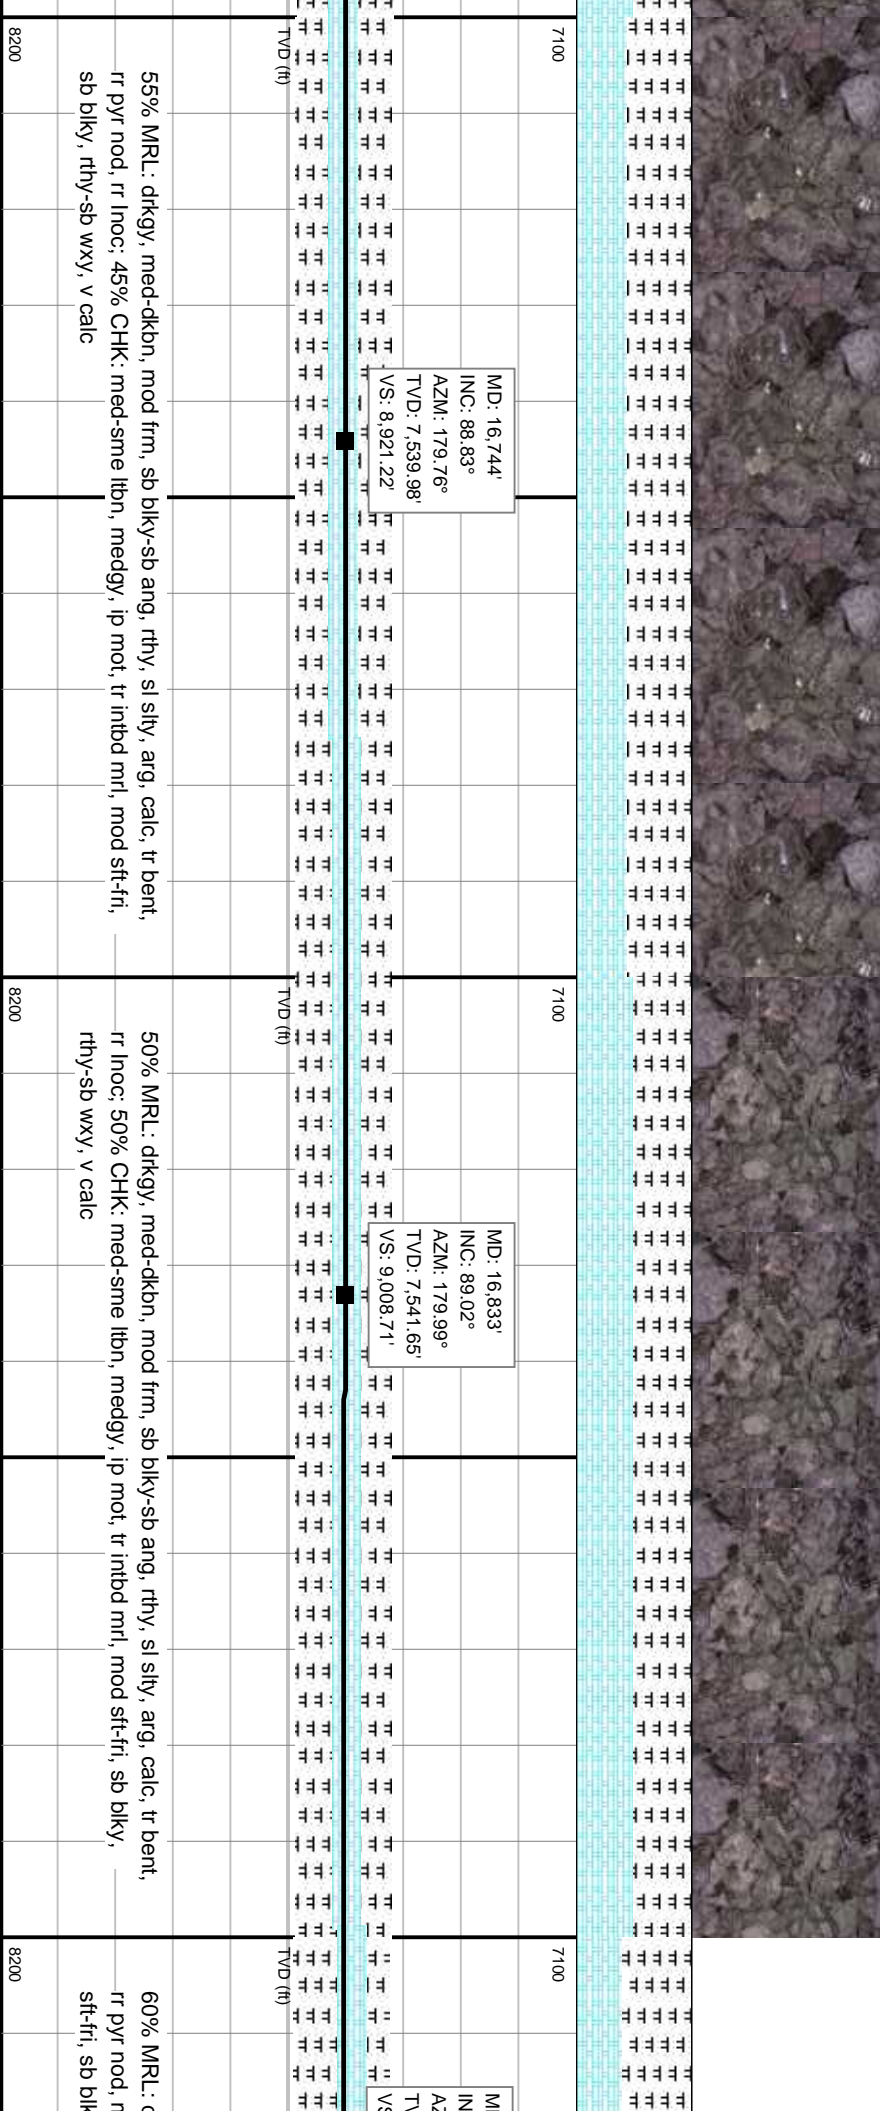 7100
TVD (ft)
8200
55% MRL: drkgy, med-dkbn, mod frm, sb blky-sb ang, rthy, sl slty, arg, calc, tr bent,
rr pyr nod, rr Inoc; 45% CHK: med-sme ltbn, medgy, ip mot, tr intbd mrl, mod sft-fri,
sb blky, rthy-sb wxy, v calc
MD: 16,744'
INC: 88.83°
AZM: 179.76°
TVD: 7,539.98'
VS: 8,921.22'
7100
TVD (ft)
8200
50% MRL: drkgy, med-dkbn, mod frm, sb blky-sb ang, rthy, sl slty, arg, calc, tr bent,
rr Inoc; 50% CHK: med-sme ltbn, medgy, ip mot, tr intbd mrl, mod sft-fri, sb blky,
rthy-sb wxy, v calc
MD: 16,833'
INC: 89.02°
AZM: 179.99°
TVD: 7,541.65'
VS: 9,008.71'
7100
TVD (ft)
8200
60% MRL:
rr pyr nod,
sft-fri, sb